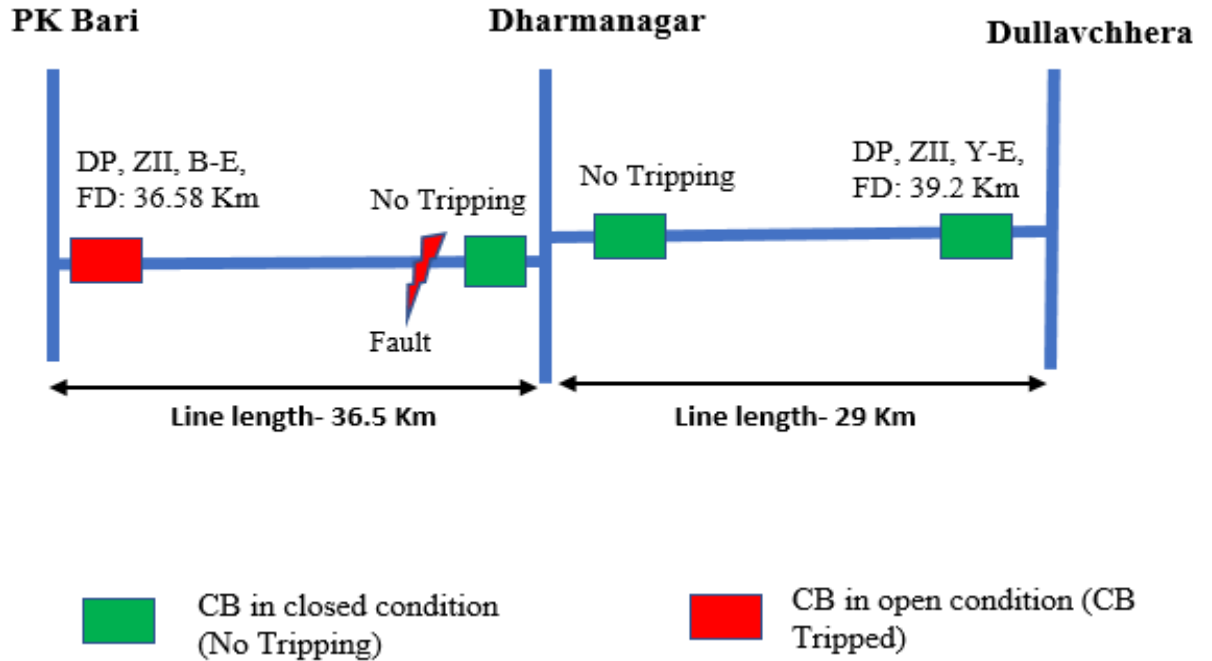 PK Bari
Dharmanagar
Dullavchhera
DP, ZII, B-E,
FD: 36.58 Km
No Tripping
No Tripping
DP, ZII, Y-E,
FD: 39.2 Km
Fault
Line length- 36.5 Km
Line length- 29 Km
CB in closed condition
(No Tripping)
CB in open condition (CB
Tripped)